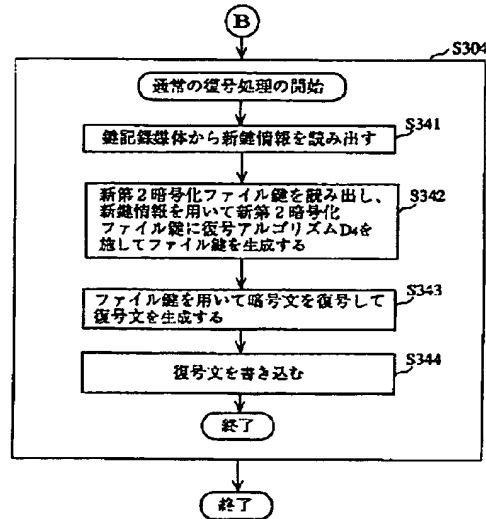 B
S304
通常の復号処理の開始
S341
鍵記録媒体から新鍵情報を読み出す
S342
新第2暗号化ファイル鍵を読み出し、
新鍵情報を用いて新第2暗号化
ファイル鍵に復号アルゴリズムD4を
施してファイル鍵を生成する
S343
ファイル鍵を用いて暗号文を復号して
復号文を生成する
S344
復号文を書き込む
終了
終了